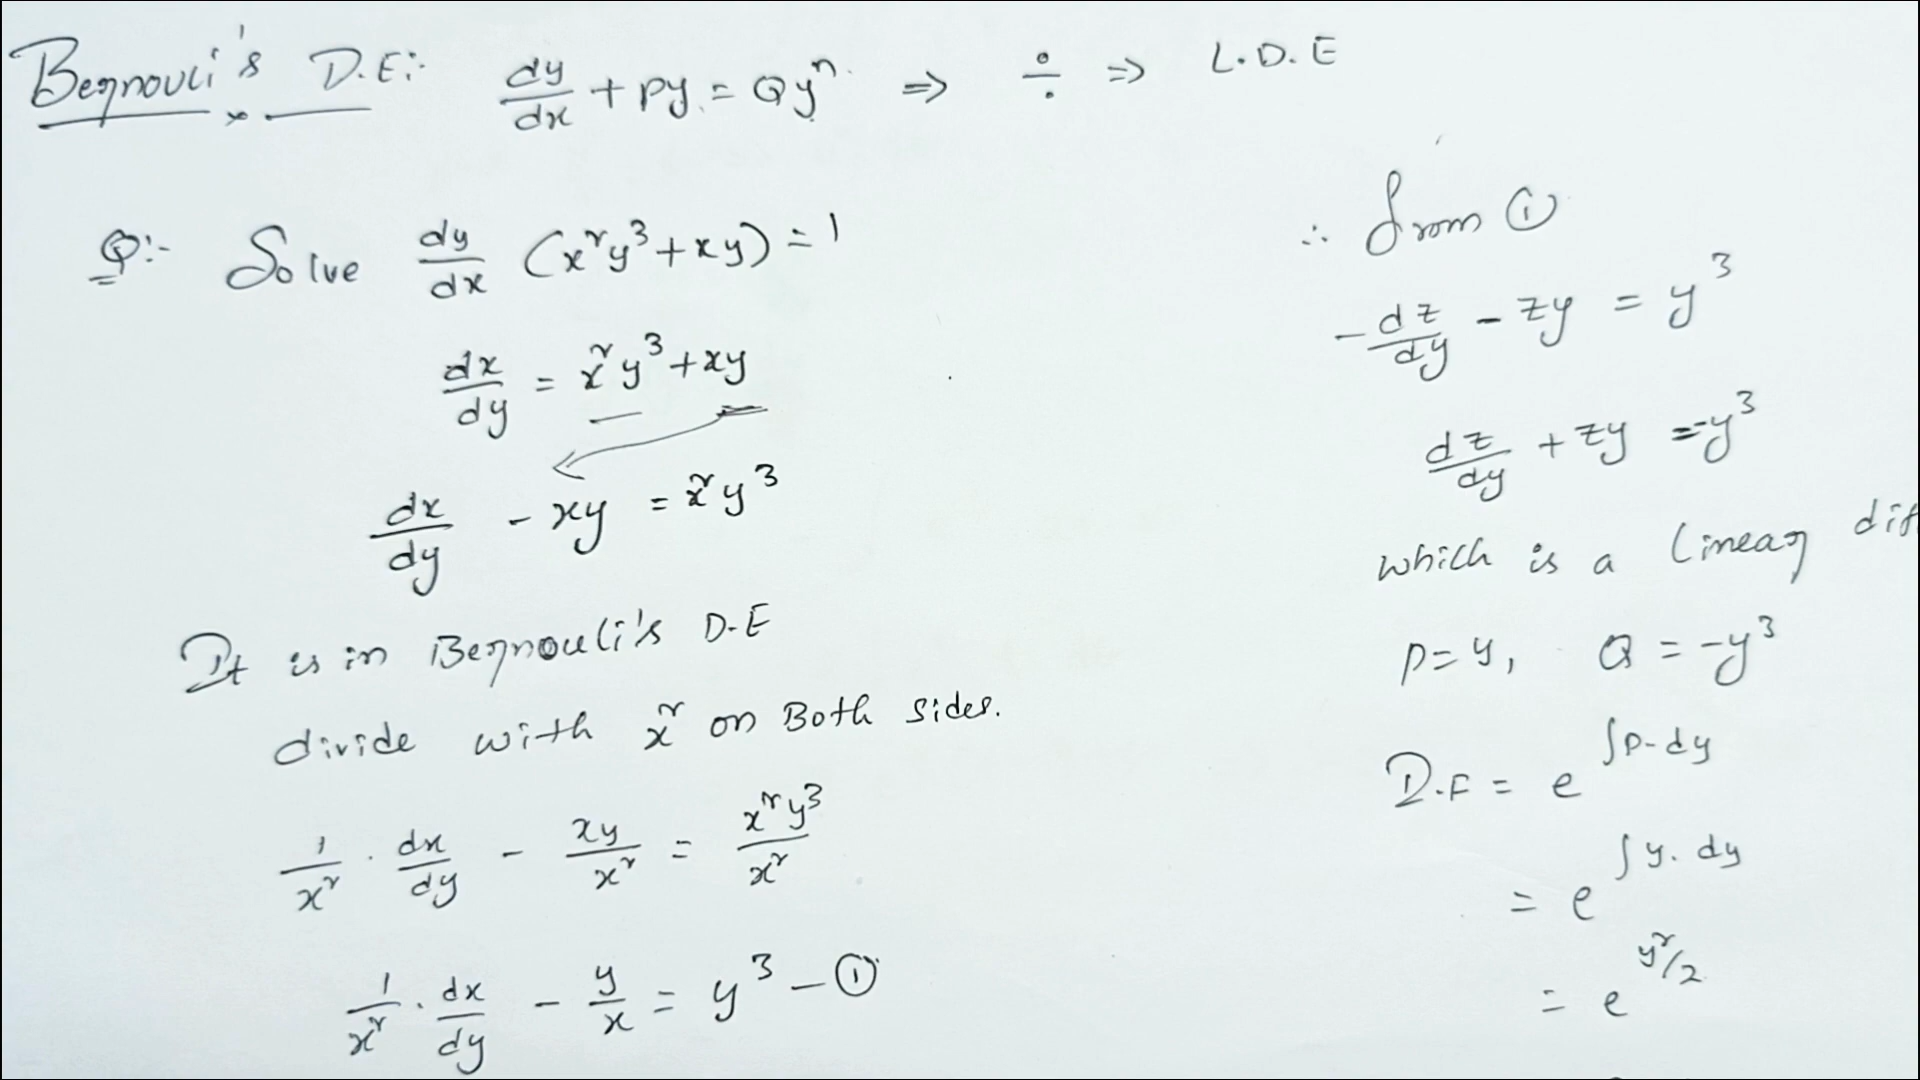 Bernouli's D.E:- dy/dx + py = Qy^n ⇒ ÷ ⇒ L.D.E
Q:- Solve dy/dx (x²y³+xy) = 1
dx/dy = x²y³+xy
dx/dy - xy = x²y³
It is in Bernouli's D.E
divide with x² on Both sides.
1/x² . dx/dy - xy/x² = x²y³/x²
1/x² . dx/dy - y/x = y³ - ①
∴ from ①
-dz/dy - zy = y³
dz/dy + zy = -y³
which is a linear dif
p=y, Q = -y³
I.F = e^∫p.dy
= e^∫y.dy
= e^y²/2